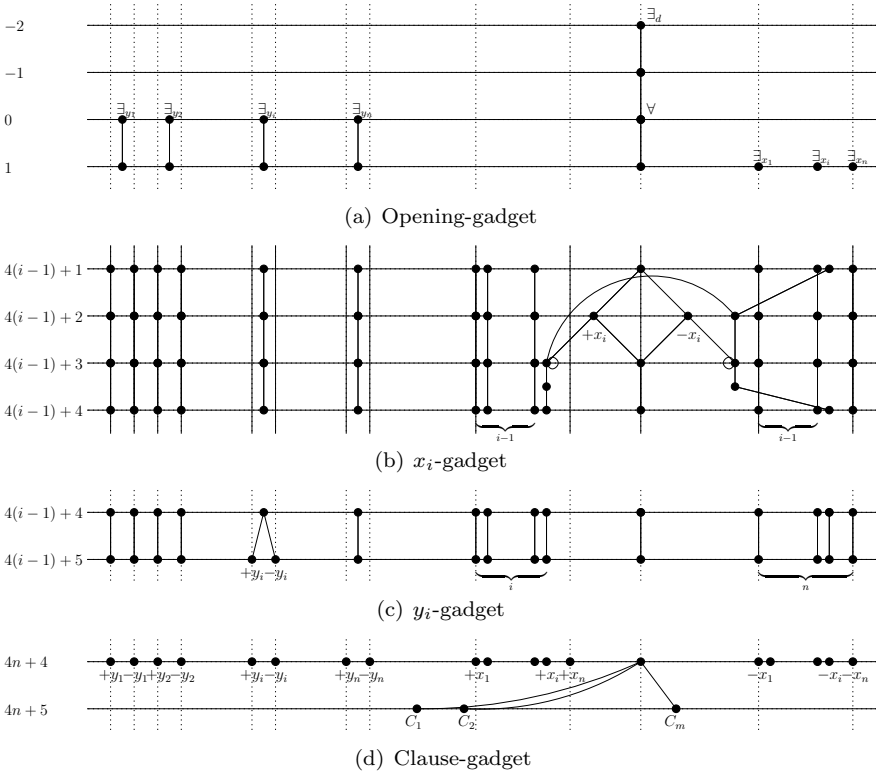 −2 ∃d
−1
0 ∃y1 ∃y2 ∃yi ∃yn ∀
1 ∃x1 ∃xi ∃xn
(a) Opening-gadget
4(i−1)+1
4(i−1)+2
+xi −xi
4(i−1)+3
4(i−1)+4
i−1 i−1
(b) xi-gadget
4(i−1)+4
4(i−1)+5
+yi−yi i n
(c) yi-gadget
4n+4
+y1−y1+y2−y2 +yi−yi +yn−yn +x1 +xi+xn −x1 −xi−xn
4n+5
C1 C2 Cm
(d) Clause-gadget